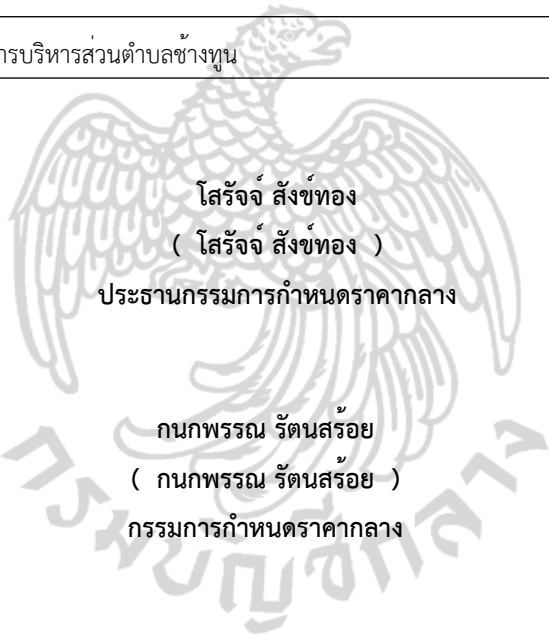 ารบริหารส่วนตำบลช้างทูน
โสรัจจ์ สังข์ทอง
( โสรัจจ์ สังข์ทอง )
ประธานกรรมการกำหนดราคากลาง
กนกพรรณ รัตนสร้อย
( กนกพรรณ รัตนสร้อย )
กรรมการกำหนดราคากลาง
กรมบัญชีกลาง